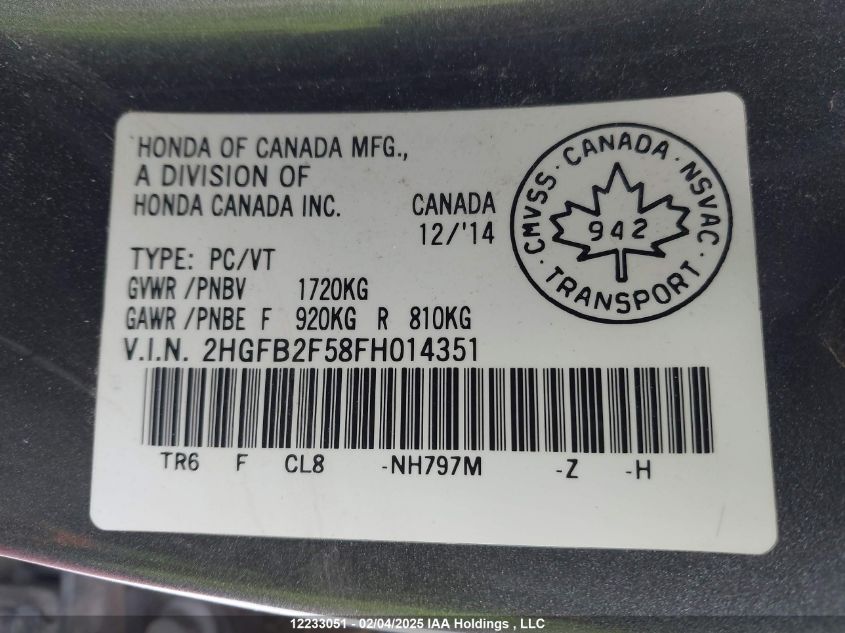 HONDA OF CANADA MFG.,
A DIVISION OF
HONDA CANADA INC.
CANADA
12/'14
CMVSS · CANADA · NSVAC · TRANSPORT ·
942
TYPE: PC/VT
GVWR /PNBV 1720KG
GAWR /PNBE F 920KG R 810KG
V.I.N. 2HGFB2F58FH014351
TR6 F CL8 -NH797M -Z -H
12233051 - 02/04/2025 IAA Holdings , LLC